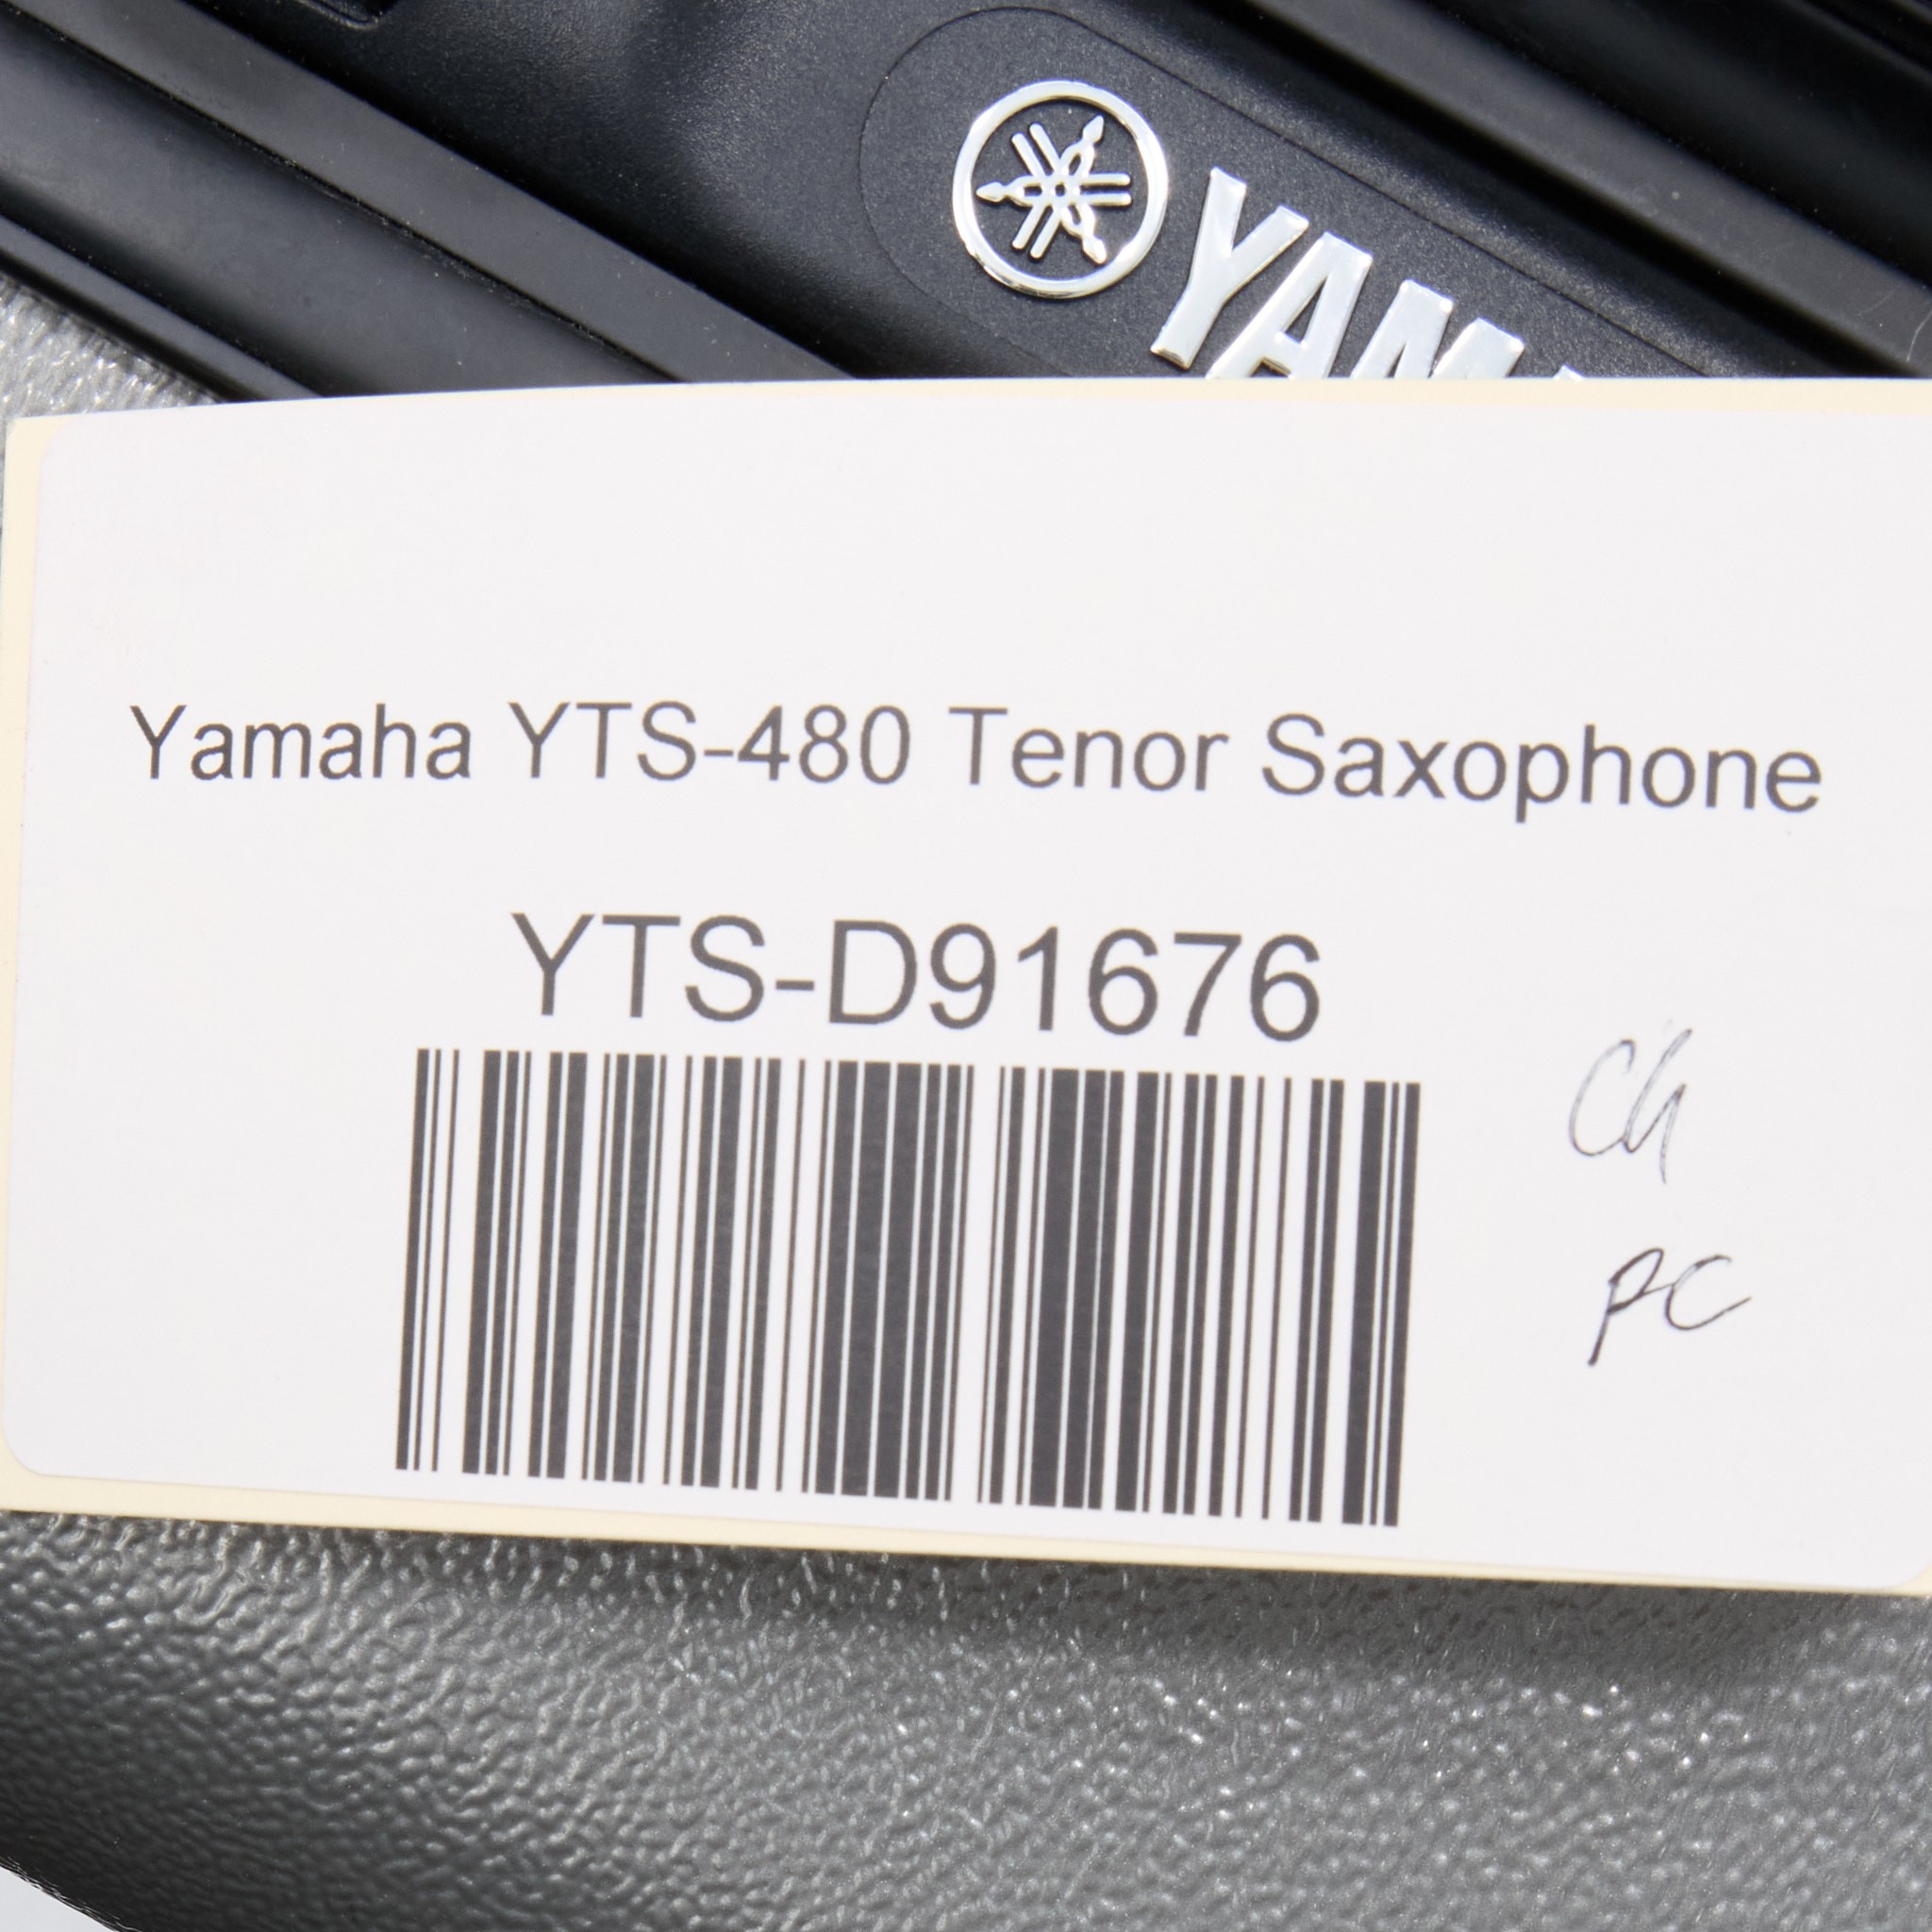 YAMA
Yamaha YTS-480 Tenor Saxophone
YTS-D91676
Ch
PC